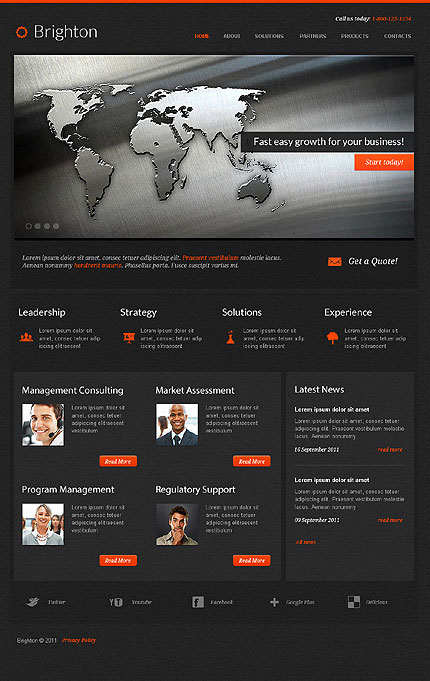 Call us today: 1-800-123-1234
Brighton
HOME ABOUT SOLUTIONS PARTNERS PRODUCTS CONTACTS
Fast easy growth for your business!
Start today!
Lorem ipsum dolor sit amet, consec tetuer adipiscing elit. Praesent vestibulum molestie lacus.
Aenean nonummy hendrerit mauris. Phasellus porta. Fusce suscipit varius mi.
Get a Quote!
Leadership
Lorem ipsum dolor sit
amet, consec tetuer adip
iscing elitraesent
Strategy
Lorem ipsum dolor sit
amet, consec tetuer adip
iscing elitraesent
Solutions
Lorem ipsum dolor sit
amet, consec tetuer adip
iscing elitraesent
Experience
Lorem ipsum dolor sit
amet, consec tetuer adip
iscing elitraesent
Management Consulting
Lorem ipsum dolor sit
amet, consec tetuer
adipiscing elitraesent
vestibulum
Read More
Market Assessment
Lorem ipsum dolor sit
amet, consec tetuer
adipiscing elitraesent
vestibulum
Read More
Program Management
Lorem ipsum dolor sit
amet, consec tetuer
adipiscing elitraesent
vestibulum
Read More
Regulatory Support
Lorem ipsum dolor sit
amet, consec tetuer
adipiscing elitraesent
vestibulum
Read More
Latest News
Lorem ipsum dolor sit amet
Lorem ipsum dolor sit amet, consec
tetuer adipiscing elit.
Praesent vestibulum molestie
lacus. Aenean nonummy
16 September 2011 read more
Lorem ipsum dolor sit amet
Lorem ipsum dolor sit amet, consec
tetuer adipiscing elit.
Praesent vestibulum molestie
lacus. Aenean nonummy
09 September 2011 read more
All news
Twitter Youtube Facebook Google Plus Delicious
Brighton © 2011 Privacy Policy